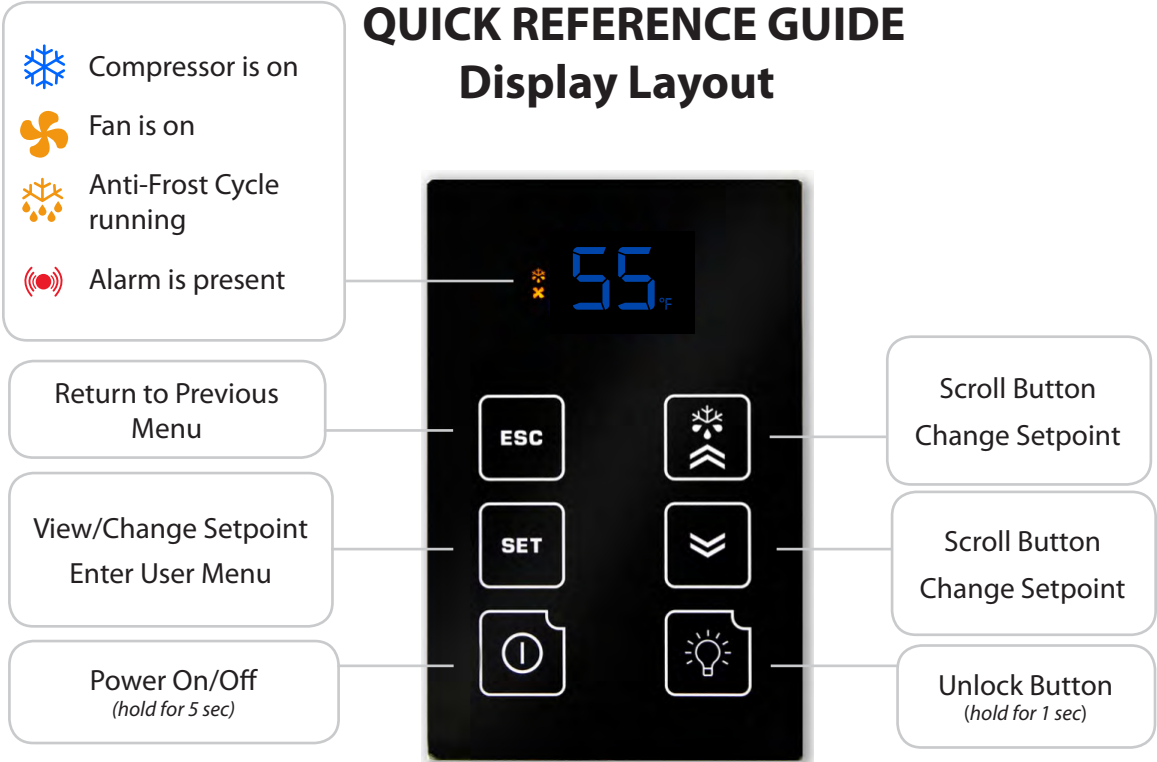 QUICK REFERENCE GUIDE
Display Layout
Compressor is on
Fan is on
Anti-Frost Cycle
running
Alarm is present
55 °F
Return to Previous
Menu
ESC
Scroll Button
Change Setpoint
View/Change Setpoint
Enter User Menu
SET
Scroll Button
Change Setpoint
Power On/Off
(hold for 5 sec)
Unlock Button
(hold for 1 sec)